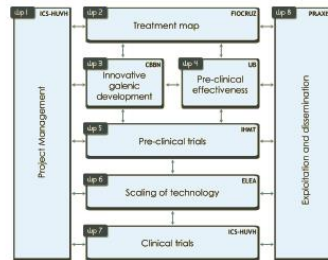 wp 1 ICS-HUVH
Project Management
wp 2 FIOCRUZ
Treatment map
wp 3 CBBN
Innovative
galenic
development
wp 4 UB
Pre-clinical
effectiveness
wp 5 IHMT
Pre-clinical trials
wp 6 ELEA
Scaling of technology
wp 7 ICS-HUVH
Clinical trials
wp 8 PRAXIS
Exploitation and dissemination